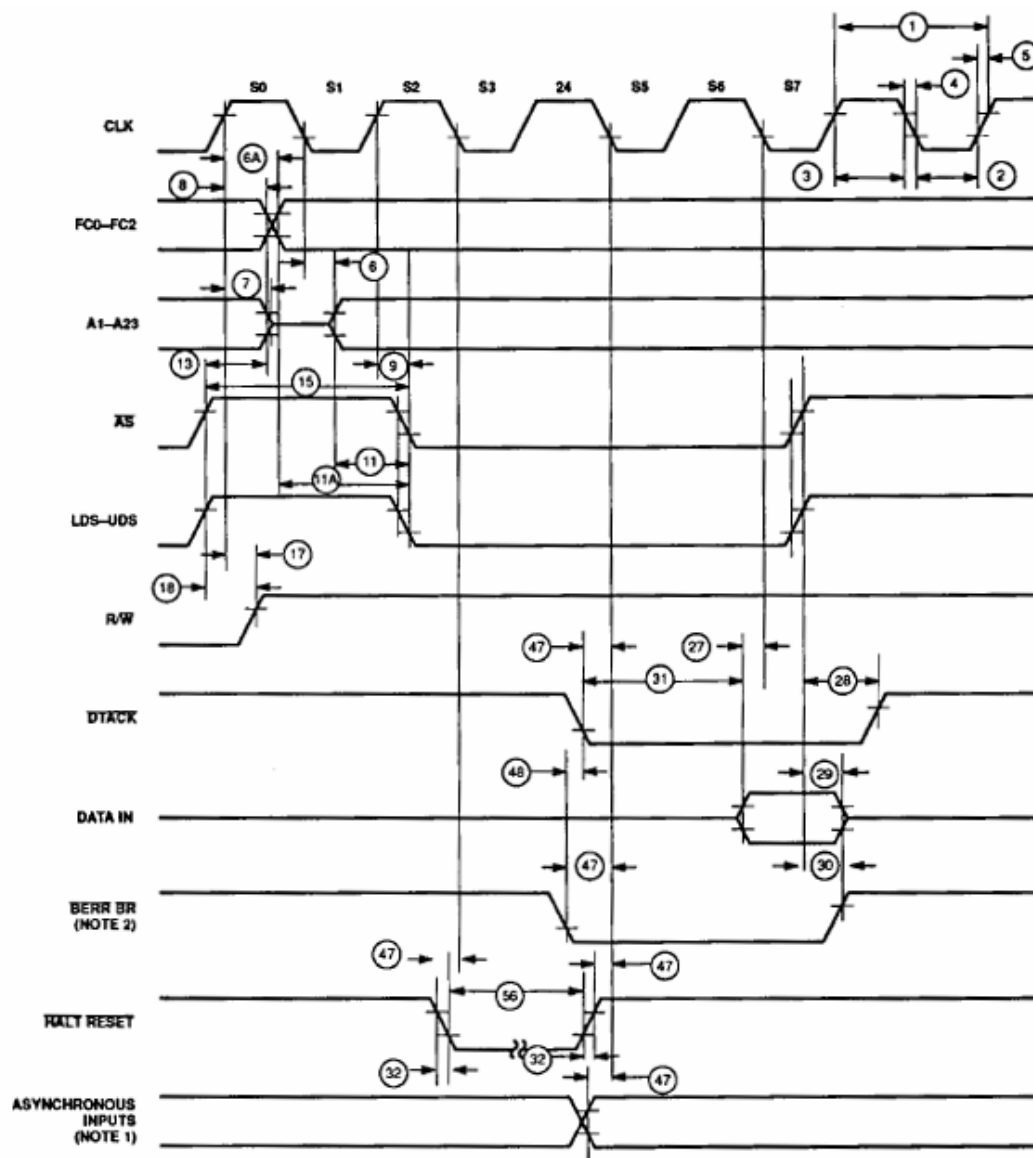 1
5
S0 S1 S2 S3 24 S5 S6 S7
4
CLK
6A
3 2
8
FC0–FC2
6
7
A1–A23
13 9
15
AS
11
11A
LDS–UDS
17
18
R/W
47 27
31 28
DTACK
48 29
DATA IN
47 30
BERR BR
(NOTE 2)
47 47
56
HALT RESET
32 32
47
ASYNCHRONOUS
INPUTS
(NOTE 1)